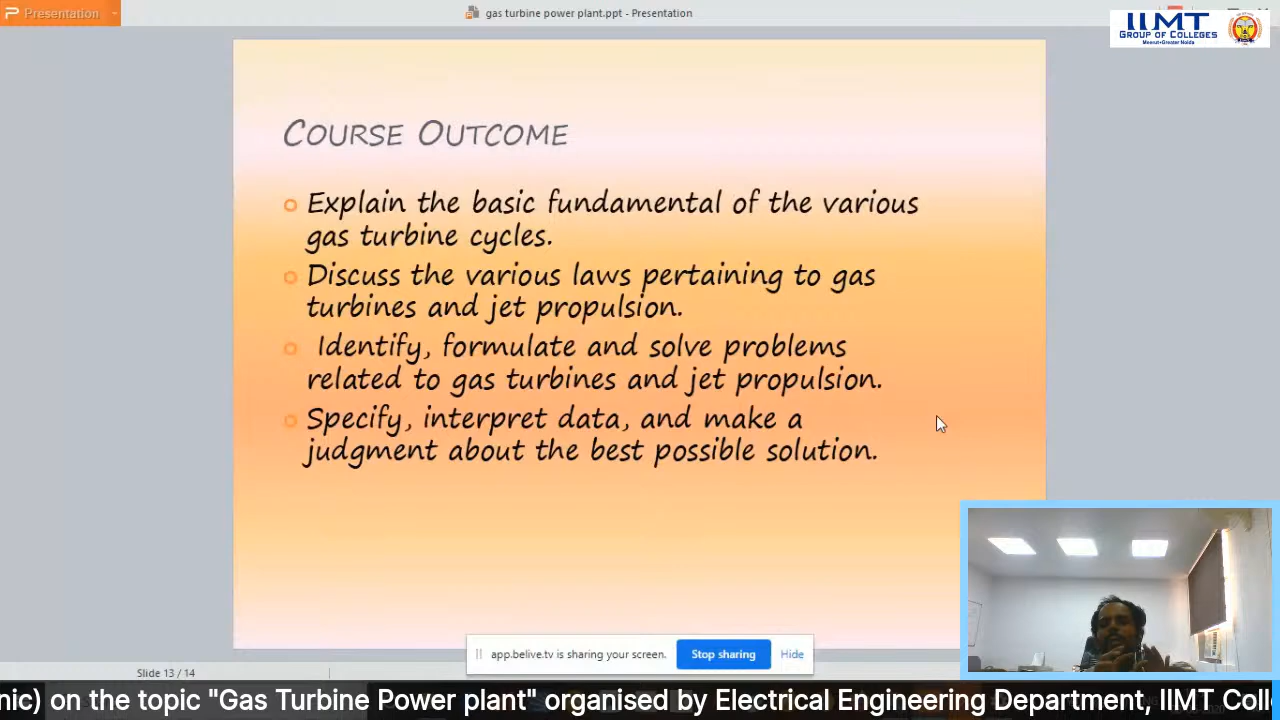 Presentation
gas turbine power plant.ppt - Presentation
IIMT
GROUP OF COLLEGES
Meerut•Greater Noida
COURSE OUTCOME
Explain the basic fundamental of the various
gas turbine cycles.
Discuss the various laws pertaining to gas
turbines and jet propulsion.
Identify, formulate and solve problems
related to gas turbines and jet propulsion.
Specify, interpret data, and make a
judgment about the best possible solution.
app.belive.tv is sharing your screen.
Stop sharing
Hide
Slide 13 / 14
nic) on the topic "Gas Turbine Power plant" organised by Electrical Engineering Department, IIMT Coll